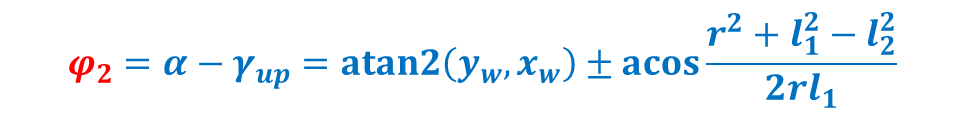 φ₂ = α − γ_up = atan2(y_w, x_w) ± acos (r² + l₁² − l₂²) / (2rl₁)